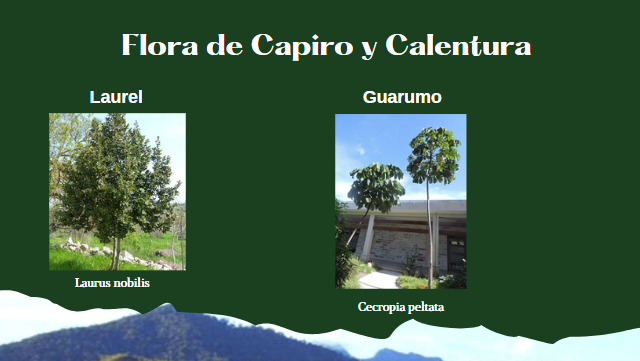 Flora de Capiro y Calentura
Laurel
Guarumo
Laurus nobilis
Cecropia peltata